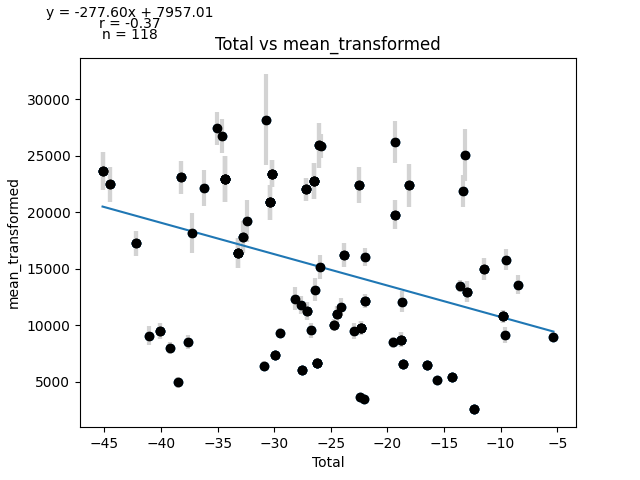 y = -277.60x + 7957.01
r = -0.37
n = 118
Total vs mean_transformed
30000
25000
20000
15000
10000
5000
mean_transformed
−45 −40 −35 −30 −25 −20 −15 −10 −5
Total